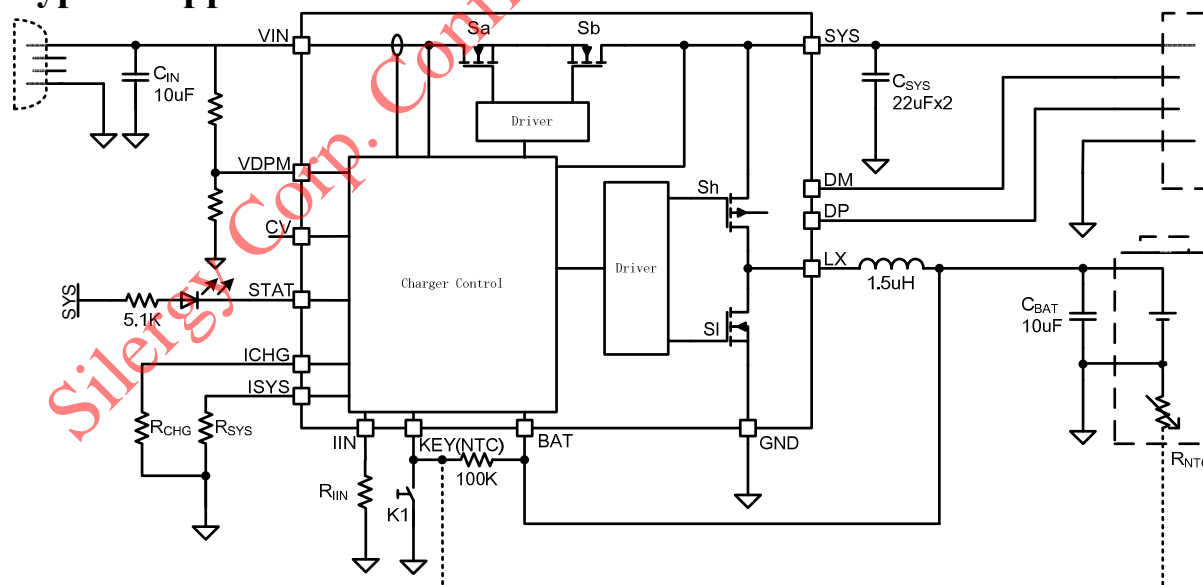 Silergy Corp. Conf
VIN
Sa
Sb
SYS
CIN
10uF
CSYS
22uFx2
Driver
VDPM
DM
Sh
DP
CV
Charger Control
Driver
LX
1.5uH
STAT
SYS
5.1K
CBAT
10uF
Sl
ICHG
ISYS
RCHG
RSYS
IIN
KEY(NTC)
BAT
GND
100K
RNTC
RIIN
K1